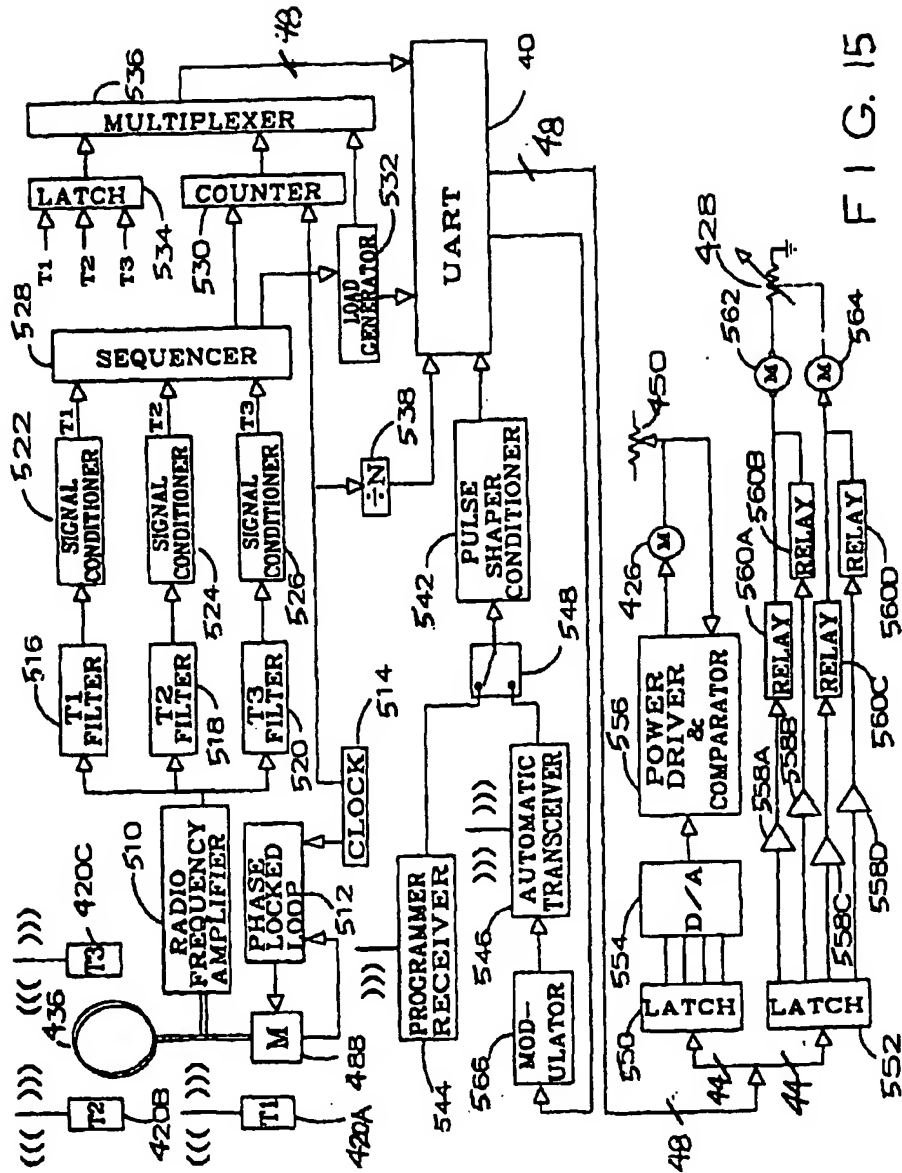 T2
420B
T1
420A
436
T3
420C
RADIO
FREQUENCY
AMPLIFIER
510
M
488
PHASE
LOCKED
LOOP
512
CLOCK
514
T1
FILTER
516
T2
FILTER
518
T3
FILTER
520
SIGNAL
CONDITIONER
522
SIGNAL
CONDITIONER
524
SIGNAL
CONDITIONER
526
T1
T2
T3
SEQUENCER
528
T1
T2
T3
LATCH
534
COUNTER
530
LOAD
GENERATOR
532
MULTIPLEXER
536
48
UART
40
48
÷N
538
PULSE
SHAPER
CONDITIONER
542
548
PROGRAMMER
RECEIVER
544
AUTOMATIC
TRANSCEIVER
546
MOD-
ULATOR
566
48
44
44
LATCH
550
LATCH
552
D/A
554
POWER
DRIVER
&
COMPARATOR
556
M
426
450
558A
558B
558C
558D
RELAY
560A
RELAY
560B
RELAY
560C
RELAY
560D
M
562
M
564
428
FIG. 15